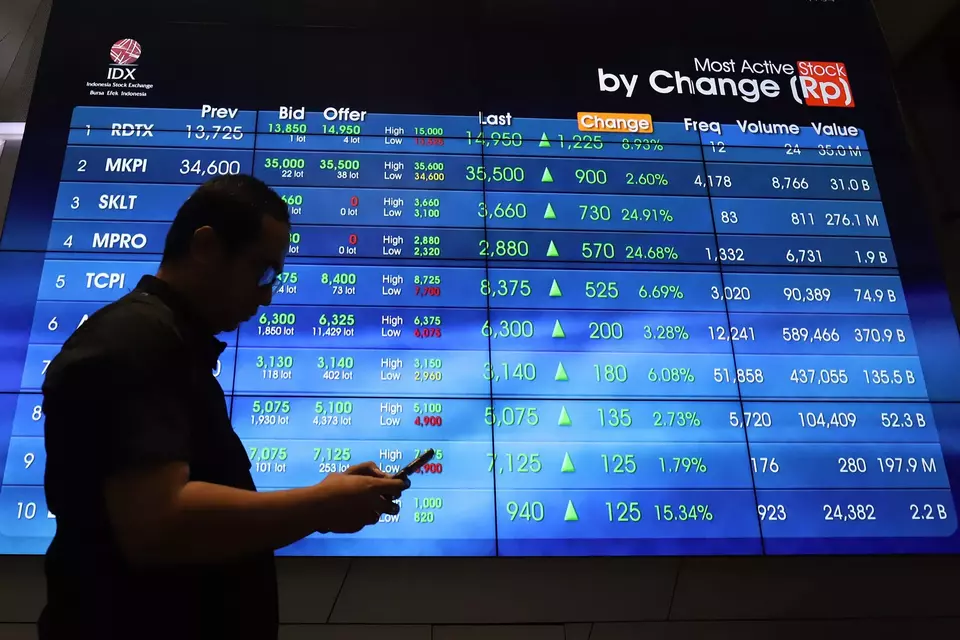 IDX
Indonesia Stock Exchange
Bursa Efek Indonesia
Most Active Stock
by Change (Rp)
Prev Bid Offer Last Change Freq Volume Value
1 RDTX 13,725 13,850 1 lot 14,950 4 lot High 15,000 Low 14,950 1,225 8.93% 12 24 35.0 M
2 MKPI 34,600 35,000 22 lot 35,500 38 lot High 35,600 Low 34,600 35,500 900 2.60% 4,178 8,766 31.0 B
3 SKLT 0 0 lot High 3,660 Low 3,100 3,660 730 24.91% 83 811 276.1 M
4 MPRO 0 0 lot High 2,880 Low 2,320 2,880 570 24.68% 1,332 6,731 1.9 B
5 TCPI 8,400 73 lot High 8,725 Low 7,700 8,375 525 6.69% 3,020 90,389 74.9 B
6 6,300 1,850 lot 6,325 11,429 lot High 6,375 Low 6,075 6,300 200 3.28% 12,241 589,466 370.9 B
7 3,130 118 lot 3,140 402 lot High 3,150 Low 2,960 3,140 180 6.08% 51,858 437,055 135.5 B
8 5,075 1,930 lot 5,100 4,373 lot High 5,100 Low 4,900 5,075 135 2.73% 5,720 104,409 52.3 B
9 7,075 101 lot 7,125 253 lot High Low 7,125 125 1.79% 176 280 197.9 M
10 High 1,000 Low 820 940 125 15.34% 923 24,382 2.2 B